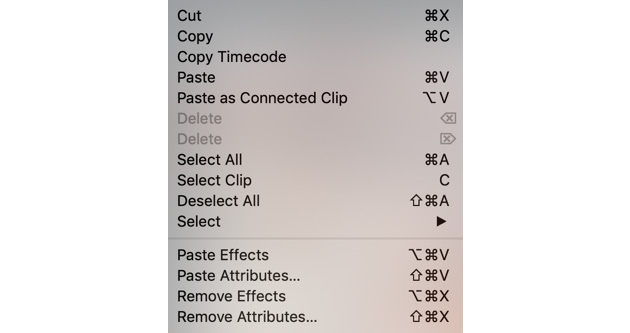 Cut ⌘X
Copy ⌘C
Copy Timecode
Paste ⌘V
Paste as Connected Clip ⌥V
Delete ⌫
Delete ⌦
Select All ⌘A
Select Clip C
Deselect All ⇧⌘A
Select ▶
Paste Effects ⌥⌘V
Paste Attributes... ⇧⌘V
Remove Effects ⌥⌘X
Remove Attributes... ⇧⌘X